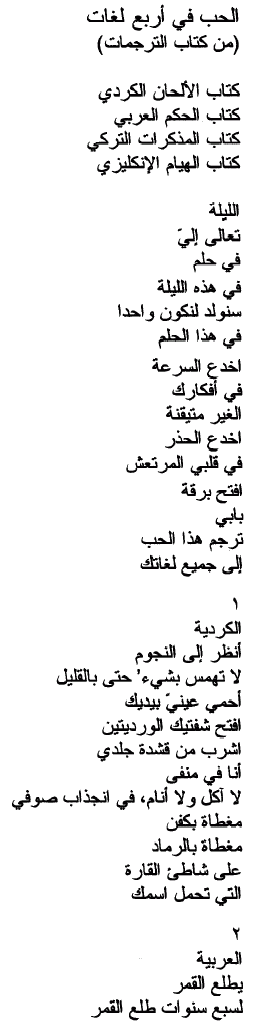 الحب في أربع لغات
(من كتاب الترجمات)
كتاب الألحان الكردي
كتاب الحكم العربي
كتاب المذكرات التركي
كتاب الهيام الإنكليزي
الليلة
تعالى إليّ
في حلم
في هذه الليلة
سنولد لنكون واحدا
في هذا الحلم
اخدع السرعة
في أفكارك
الغير متيقنة
اخدع الحذر
في قلبي المرتعش
افتح برقة
بابي
ترجم هذا الحب
إلى جميع لغاتك
١
الكردية
أنظر إلى النجوم
لا تهمس بشيء' حتى بالقليل
أحمي عينيّ بيديك
افتح شفتيك الورديتين
اشرب من قشدة جلدي
أنا في منفى
لا آكل ولا أنام، في انجذاب صوفي
مغطاة بكفن
مغطاة بالرماد
على شاطئ القارة
التي تحمل اسمك
٢
العربية
يطلع القمر
لسبع سنوات طلع القمر